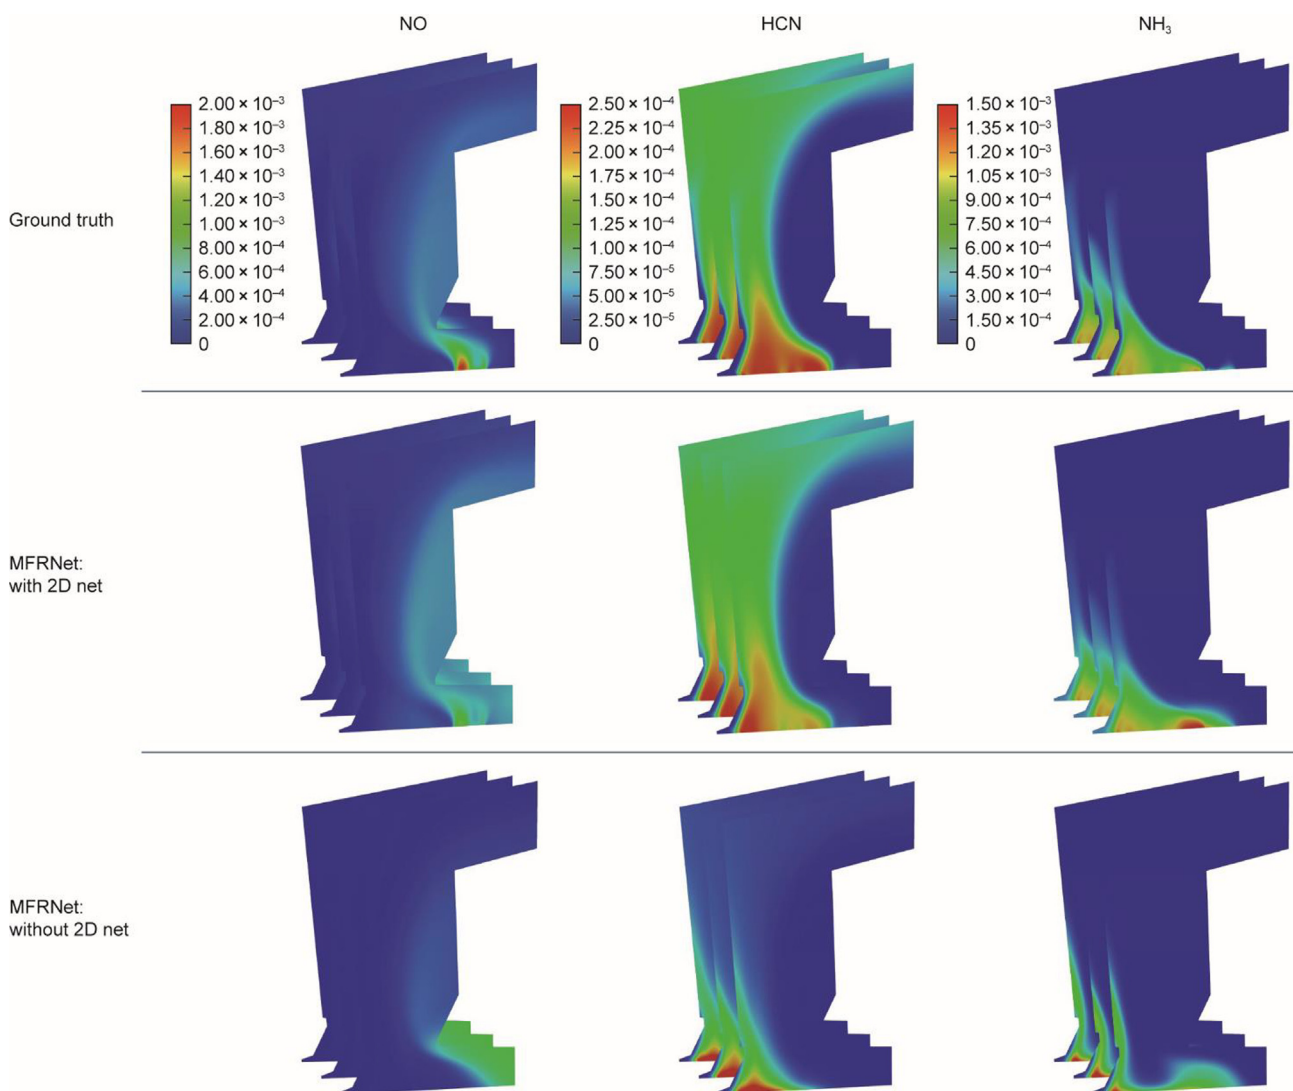 NO HCN NH₃
2.00 × 10⁻³ 2.50 × 10⁻⁴ 1.50 × 10⁻³
1.80 × 10⁻³ 2.25 × 10⁻⁴ 1.35 × 10⁻³
1.60 × 10⁻³ 2.00 × 10⁻⁴ 1.20 × 10⁻³
1.40 × 10⁻³ 1.75 × 10⁻⁴ 1.05 × 10⁻³
1.20 × 10⁻³ 1.50 × 10⁻⁴ 9.00 × 10⁻⁴
Ground truth 1.00 × 10⁻³ 1.25 × 10⁻⁴ 7.50 × 10⁻⁴
8.00 × 10⁻⁴ 1.00 × 10⁻⁴ 6.00 × 10⁻⁴
6.00 × 10⁻⁴ 7.50 × 10⁻⁵ 4.50 × 10⁻⁴
4.00 × 10⁻⁴ 5.00 × 10⁻⁵ 3.00 × 10⁻⁴
2.00 × 10⁻⁴ 2.50 × 10⁻⁵ 1.50 × 10⁻⁴
0 0 0
MFRNet:
with 2D net
MFRNet:
without 2D net